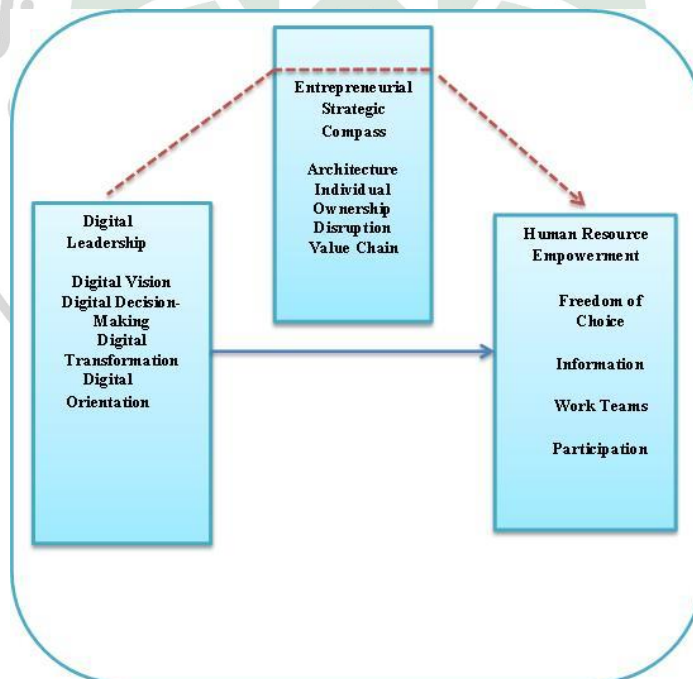 Entrepreneurial
Strategic
Compass
Architecture
Individual
Ownership
Disruption
Value Chain
Digital
Leadership
Digital Vision
Digital Decision-
Making
Digital
Transformation
Digital
Orientation
Human Resource
Empowerment
Freedom of
Choice
Information
Work Teams
Participation